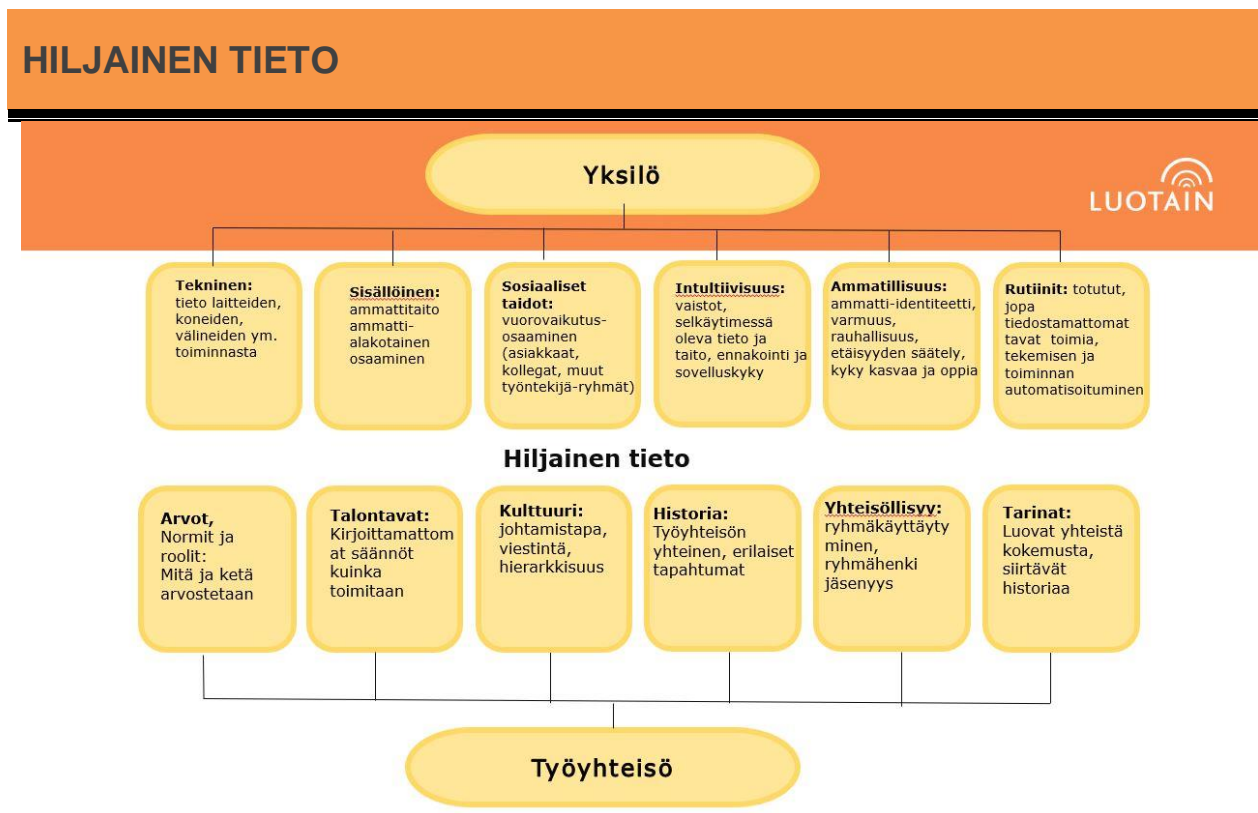 HILJAINEN TIETO
Yksilö
LUOTAIN
Tekninen:
tieto laitteiden,
koneiden,
välineiden ym.
toiminnasta
Sisällöinen:
ammattitaito
ammatti-
alakotainen
osaaminen
Sosiaaliset
taidot:
vuorovaikutus-
osaaminen
(asiakkaat,
kollegat, muut
työntekijä-ryhmät)
Intultiivisuus:
vaistot,
selkäytimessä
oleva tieto ja
taito, ennakointi ja
sovelluskyky
Ammatillisuus:
ammatti-identiteetti,
varmuus,
rauhallisuus,
etäisyyden säätely,
kyky kasvaa ja oppia
Rutiinit: totutut,
jopa
tiedostamattomat
tavat toimia,
tekemisen ja
toiminnan
automatisoituminen
Hiljainen tieto
Arvot,
Normit ja
roolit:
Mitä ja ketä
arvostetaan
Talontavat:
Kirjoittamattom
at säännöt
kuinka
toimitaan
Kulttuuri:
johtamistapa,
viestintä,
hierarkkisuus
Historia:
Työyhteisön
yhteinen, erilaiset
tapahtumat
Yhteisöllisyy:
ryhmäkäyttäyty
minen,
ryhmähenki
jäsenyys
Tarinat:
Luovat yhteistä
kokemusta,
siirtävät
historiaa
Työyhteisö